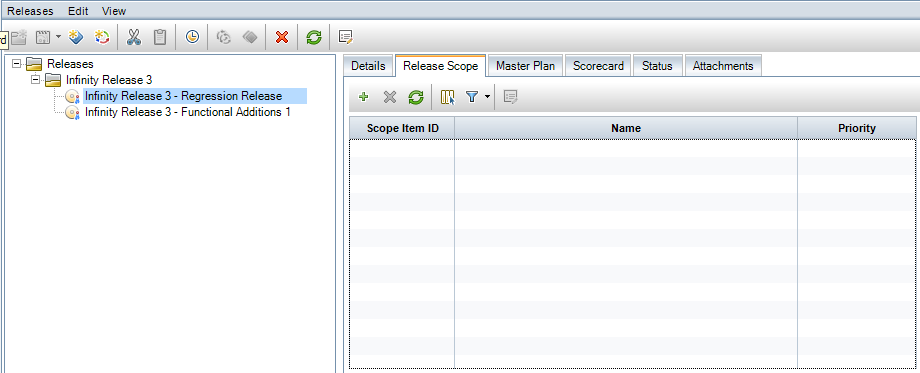 Releases Edit View
d
Releases
Infinity Release 3
Infinity Release 3 - Regression Release
Infinity Release 3 - Functional Additions 1
Details Release Scope Master Plan Scorecard Status Attachments
Scope Item ID Name Priority